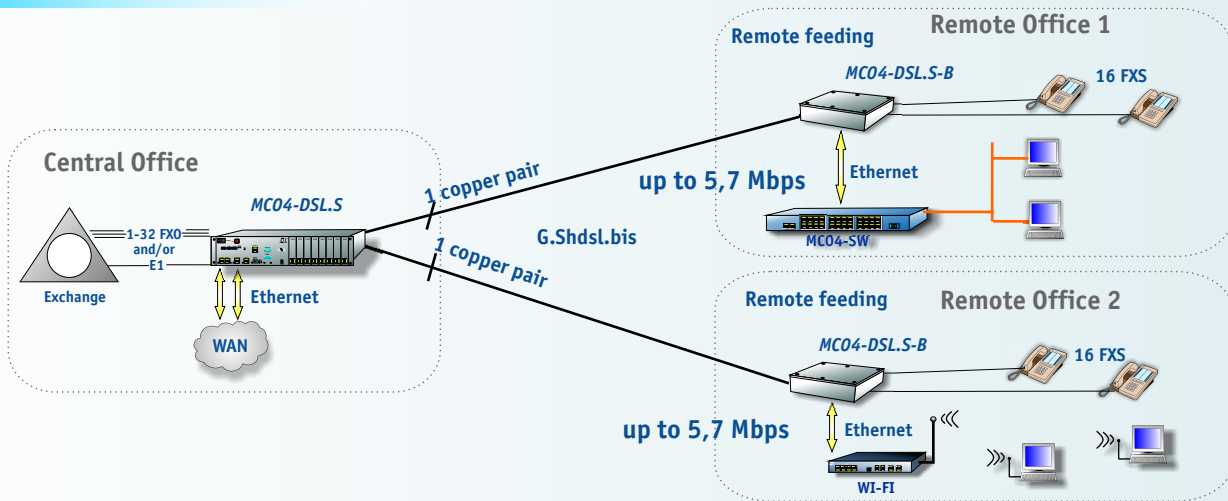 Central Office
MC04-DSL.S
1-32 FXO
and/or
E1
Exchange
Ethernet
WAN
1 copper pair
1 copper pair
G.Shdsl.bis
Remote feeding
Remote Office 1
MC04-DSL.S-B
16 FXS
up to 5,7 Mbps
Ethernet
MC04-SW
Remote feeding
Remote Office 2
MC04-DSL.S-B
16 FXS
up to 5,7 Mbps
Ethernet
WI-FI